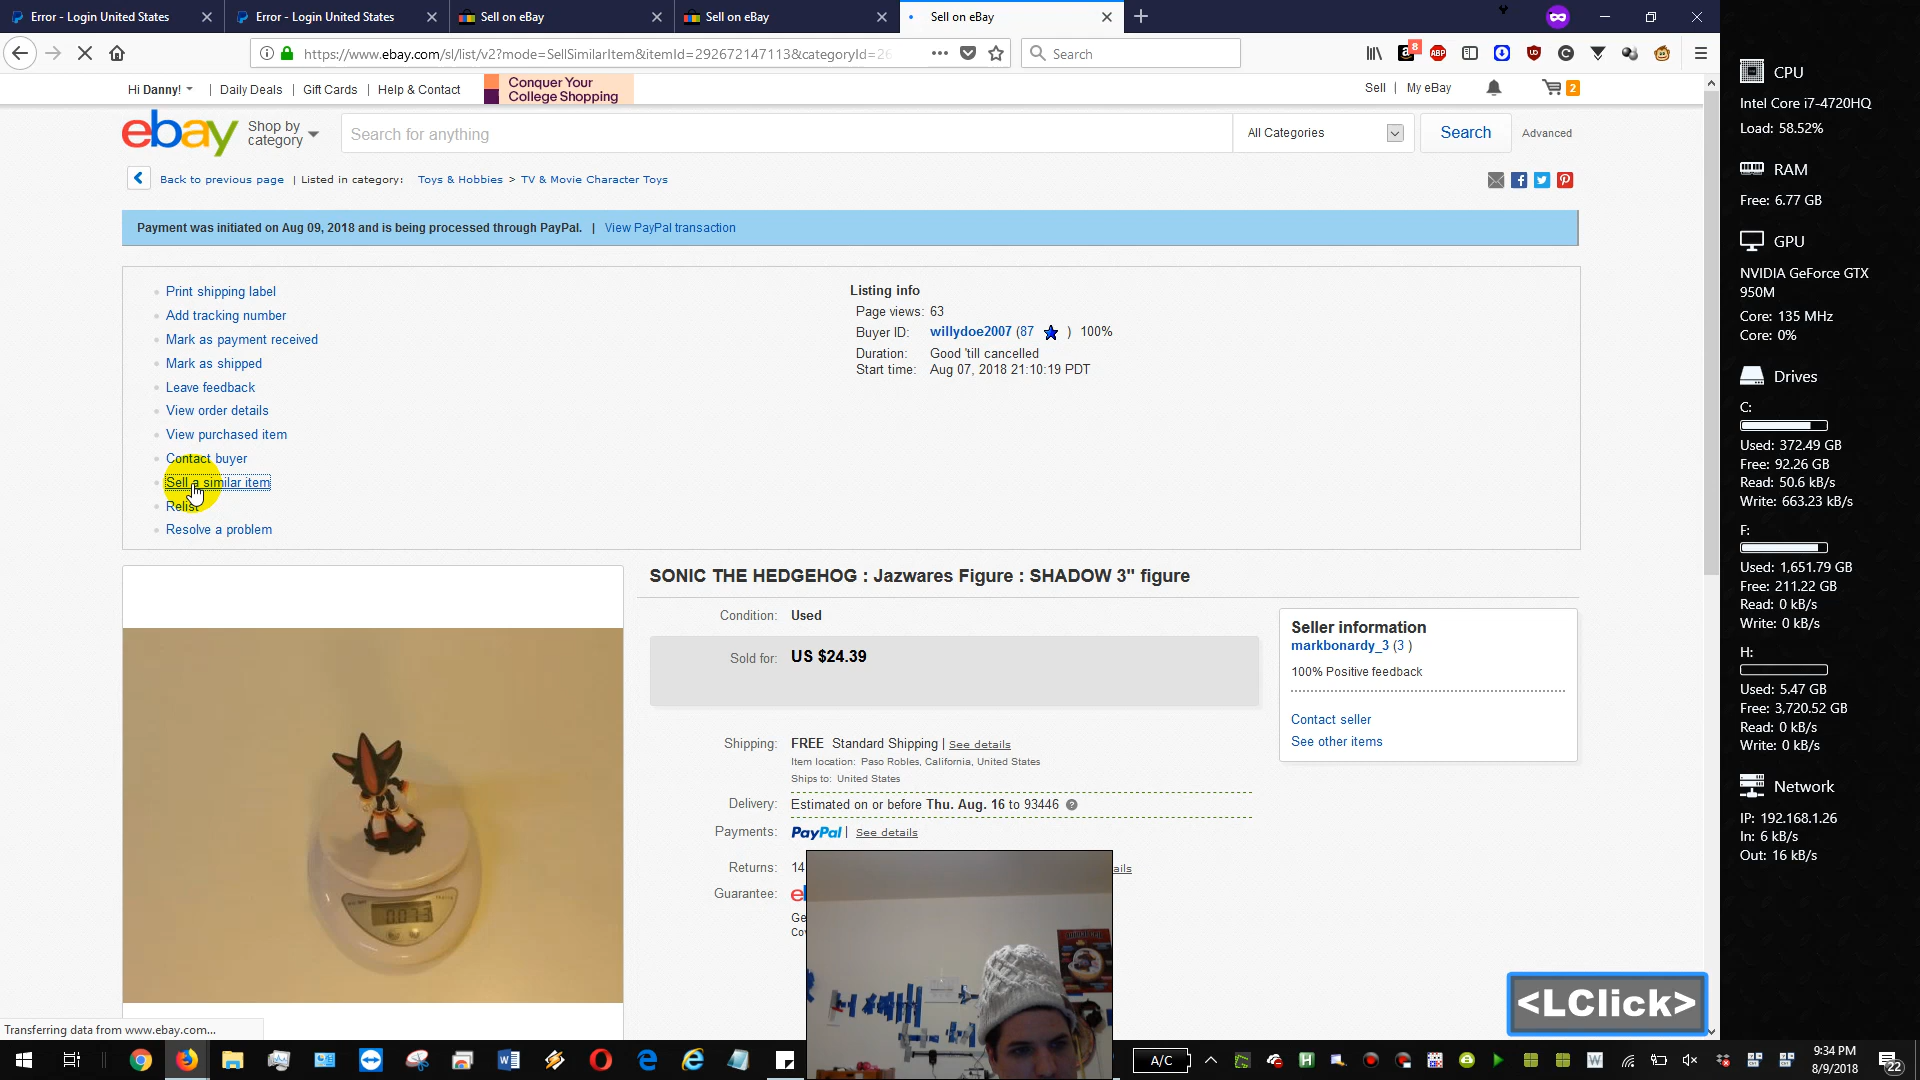 Error - Login United States
Error - Login United States
Sell on eBay
Sell on eBay
Sell on eBay
https://www.ebay.com/sl/list/v2?mode=SellSimilarItem&itemId=292672147113&categoryId=26
Search
8
ABP
Hi Danny!
Daily Deals
Gift Cards
Help & Contact
Conquer Your
College Shopping
Sell
My eBay
2
ebay
Shop by
category
Search for anything
All Categories
Search
Advanced
Back to previous page | Listed in category: Toys & Hobbies > TV & Movie Character Toys
Payment was initiated on Aug 09, 2018 and is being processed through PayPal. | View PayPal transaction
Print shipping label
Add tracking number
Mark as payment received
Mark as shipped
Leave feedback
View order details
View purchased item
Contact buyer
Sell a similar item
Relist
Resolve a problem
Listing info
Page views: 63
Buyer ID: willydoe2007 (87 ) 100%
Duration: Good 'till cancelled
Start time: Aug 07, 2018 21:10:19 PDT
SONIC THE HEDGEHOG : Jazwares Figure : SHADOW 3" figure
Condition: Used
Sold for: US $24.39
Shipping: FREE Standard Shipping | See details
Item location: Paso Robles, California, United States
Ships to: United States
Delivery: Estimated on or before Thu. Aug. 16 to 93446
Payments: PayPal | See details
Returns: 14
ails
Guarantee: eb
Ge
Cov
Seller information
markbonardy_3 (3 )
100% Positive feedback
Contact seller
See other items
0.073
<LClick>
Transferring data from www.ebay.com...
A/C
9:34 PM
8/9/2018
22
CPU
Intel Core i7-4720HQ
Load: 58.52%
RAM
Free: 6.77 GB
GPU
NVIDIA GeForce GTX
950M
Core: 135 MHz
Core: 0%
Drives
C:
Used: 372.49 GB
Free: 92.26 GB
Read: 50.6 kB/s
Write: 663.23 kB/s
F:
Used: 1,651.79 GB
Free: 211.22 GB
Read: 0 kB/s
Write: 0 kB/s
H:
Used: 5.47 GB
Free: 3,720.52 GB
Read: 0 kB/s
Write: 0 kB/s
Network
IP: 192.168.1.26
In: 6 kB/s
Out: 16 kB/s